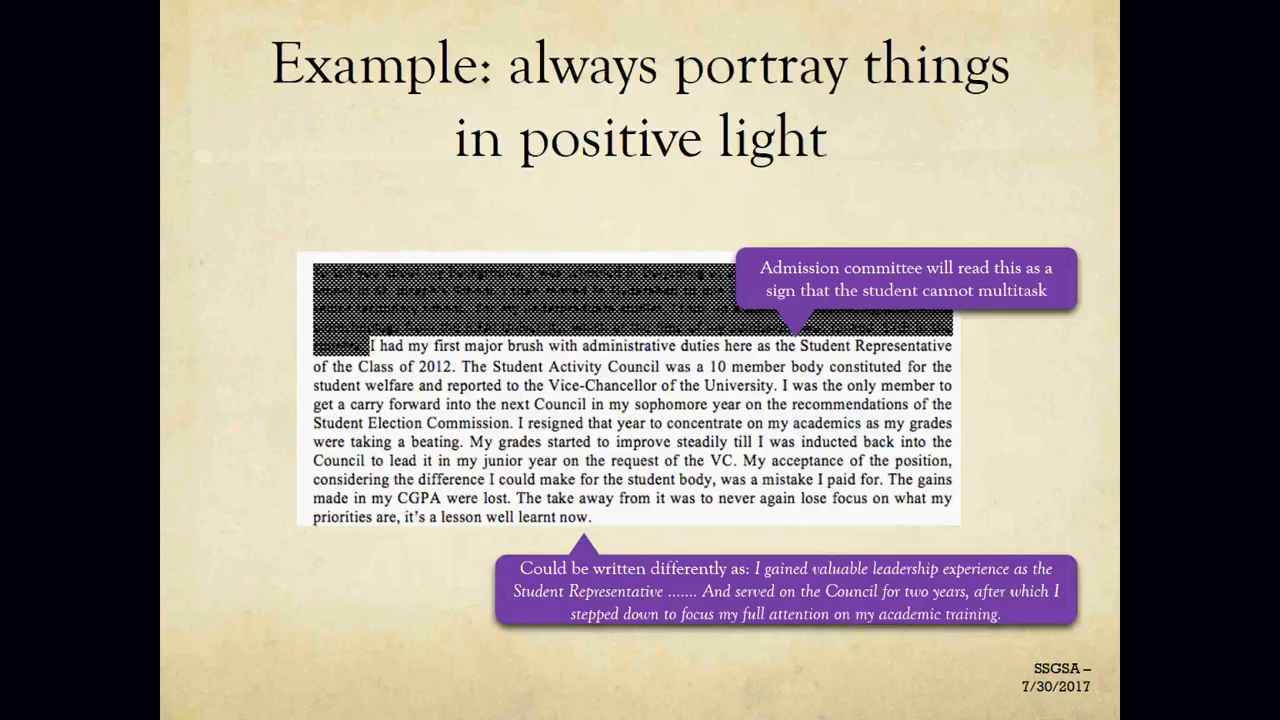 Example: always portray things
in positive light
Admission committee will read this as a
sign that the student cannot multitask
I had my first major brush with administrative duties here as the Student Representative
of the Class of 2012. The Student Activity Council was a 10 member body constituted for the
student welfare and reported to the Vice-Chancellor of the University. I was the only member to
get a carry forward into the next Council in my sophomore year on the recommendations of the
Student Election Commission. I resigned that year to concentrate on my academics as my grades
were taking a beating. My grades started to improve steadily till I was inducted back into the
Council to lead it in my junior year on the request of the VC. My acceptance of the position,
considering the difference I could make for the student body, was a mistake I paid for. The gains
made in my CGPA were lost. The take away from it was to never again lose focus on what my
priorities are, it's a lesson well learnt now.
Could be written differently as: I gained valuable leadership experience as the
Student Representative ....... And served on the Council for two years, after which I
stepped down to focus my full attention on my academic training.
SSGSA –
7/30/2017